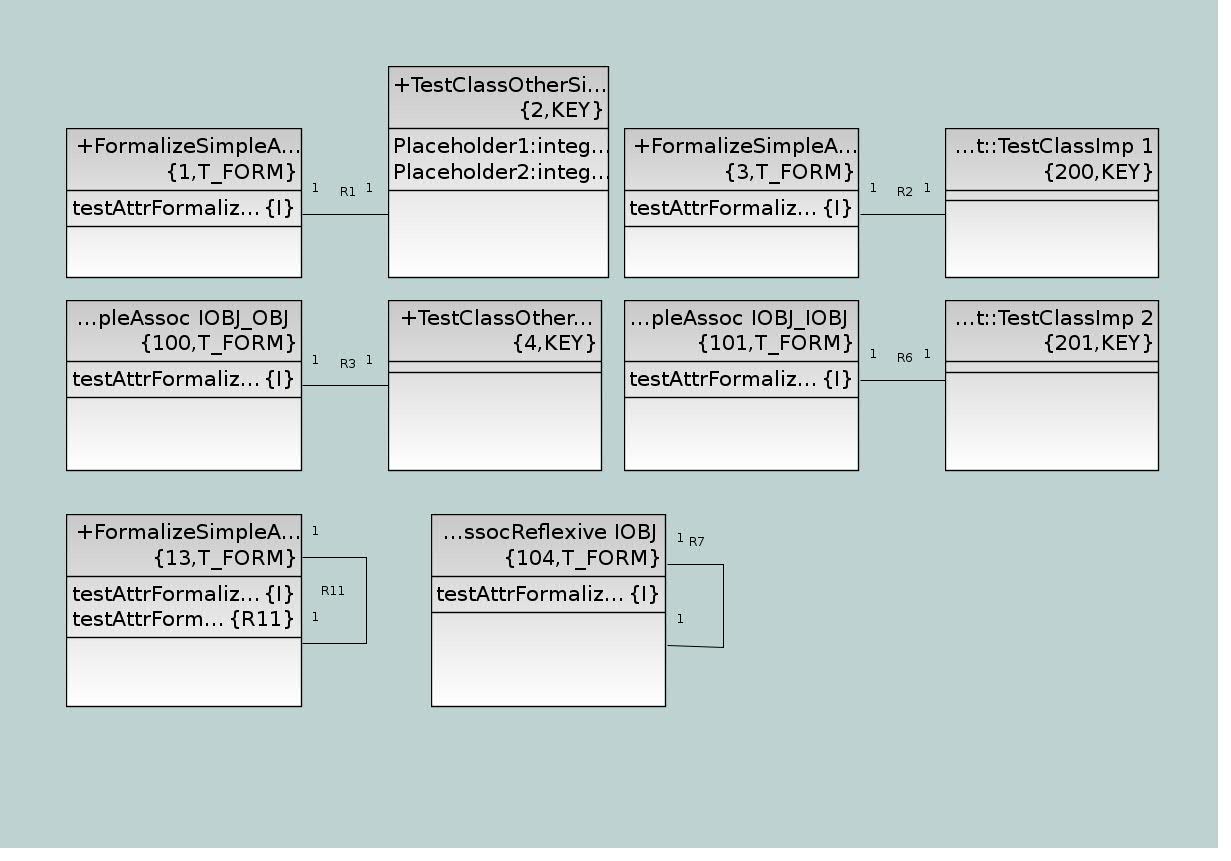 +TestClassOtherSi...
{2,KEY}
Placeholder1:integ...
Placeholder2:integ...
+FormalizeSimpleA...
{1,T_FORM}
testAttrFormaliz... {I}
1 R1 1
+FormalizeSimpleA...
{3,T_FORM}
testAttrFormaliz... {I}
1 R2 1
...t::TestClassImp 1
{200,KEY}
...pleAssoc IOBJ_OBJ
{100,T_FORM}
testAttrFormaliz... {I}
1 R3 1
+TestClassOther...
{4,KEY}
...pleAssoc IOBJ_IOBJ
{101,T_FORM}
testAttrFormaliz... {I}
1 R6 1
...t::TestClassImp 2
{201,KEY}
+FormalizeSimpleA...
{13,T_FORM}
testAttrFormaliz... {I}
testAttrForm... {R11}
1
R11
1
...ssocReflexive IOBJ
{104,T_FORM}
testAttrFormaliz... {I}
1 R7
1